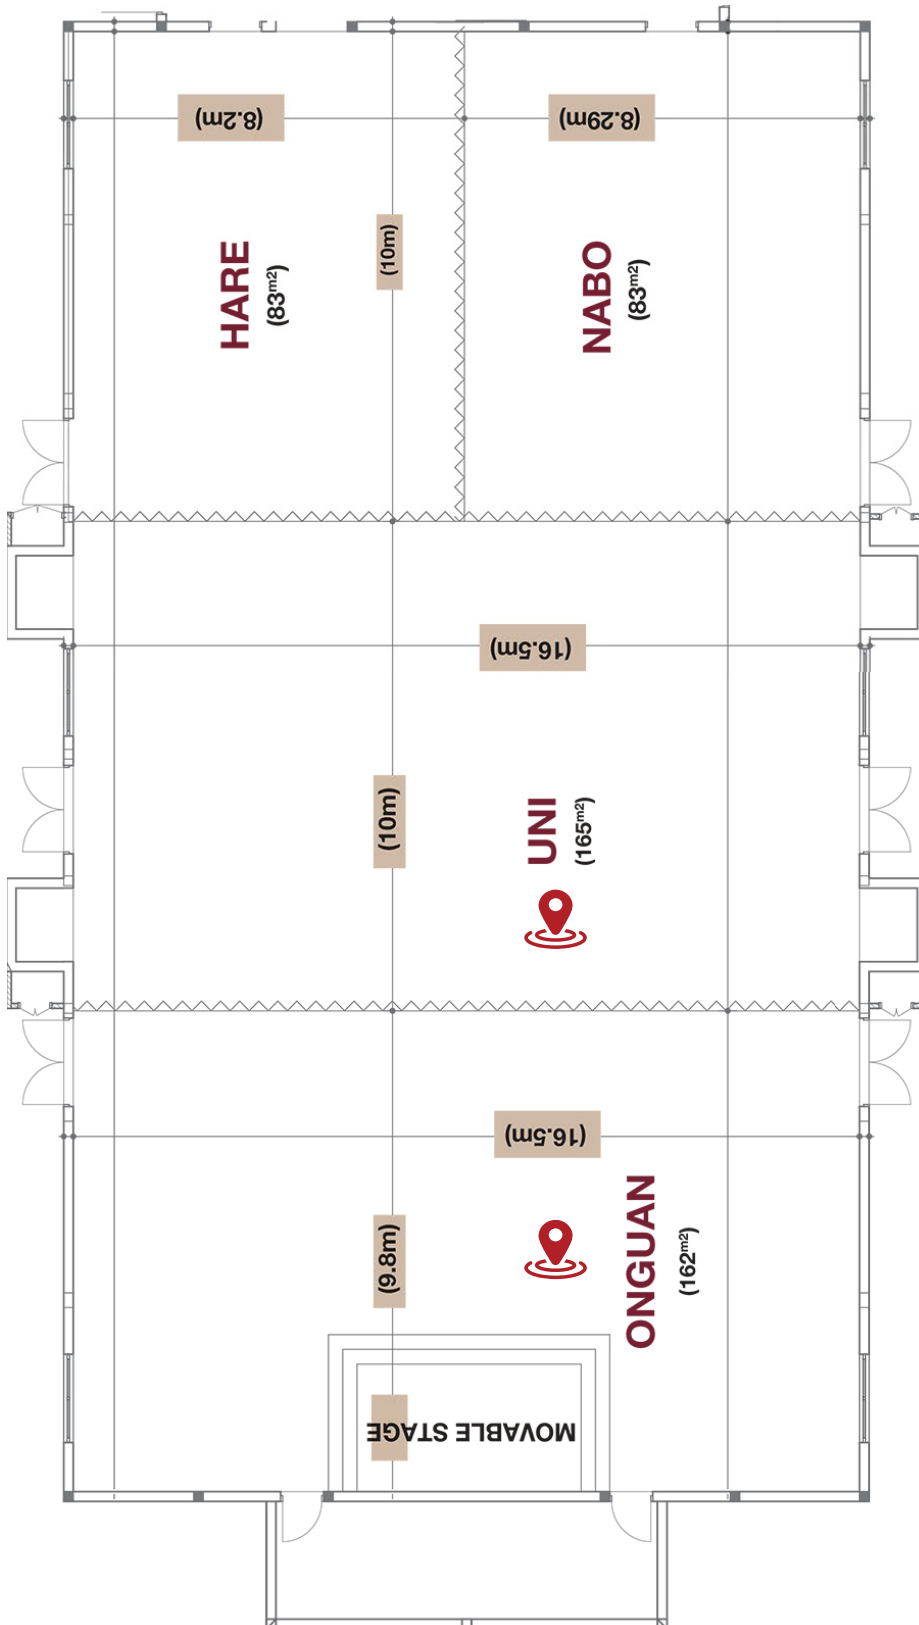 (8.2m)
(8.29m)
(10m)
HARE
(83m2)
NABO
(83m2)
(16.5m)
(10m)
UNI
(165m2)
(16.5m)
(9.8m)
ONGUAN
(162m2)
MOVABLE STAGE